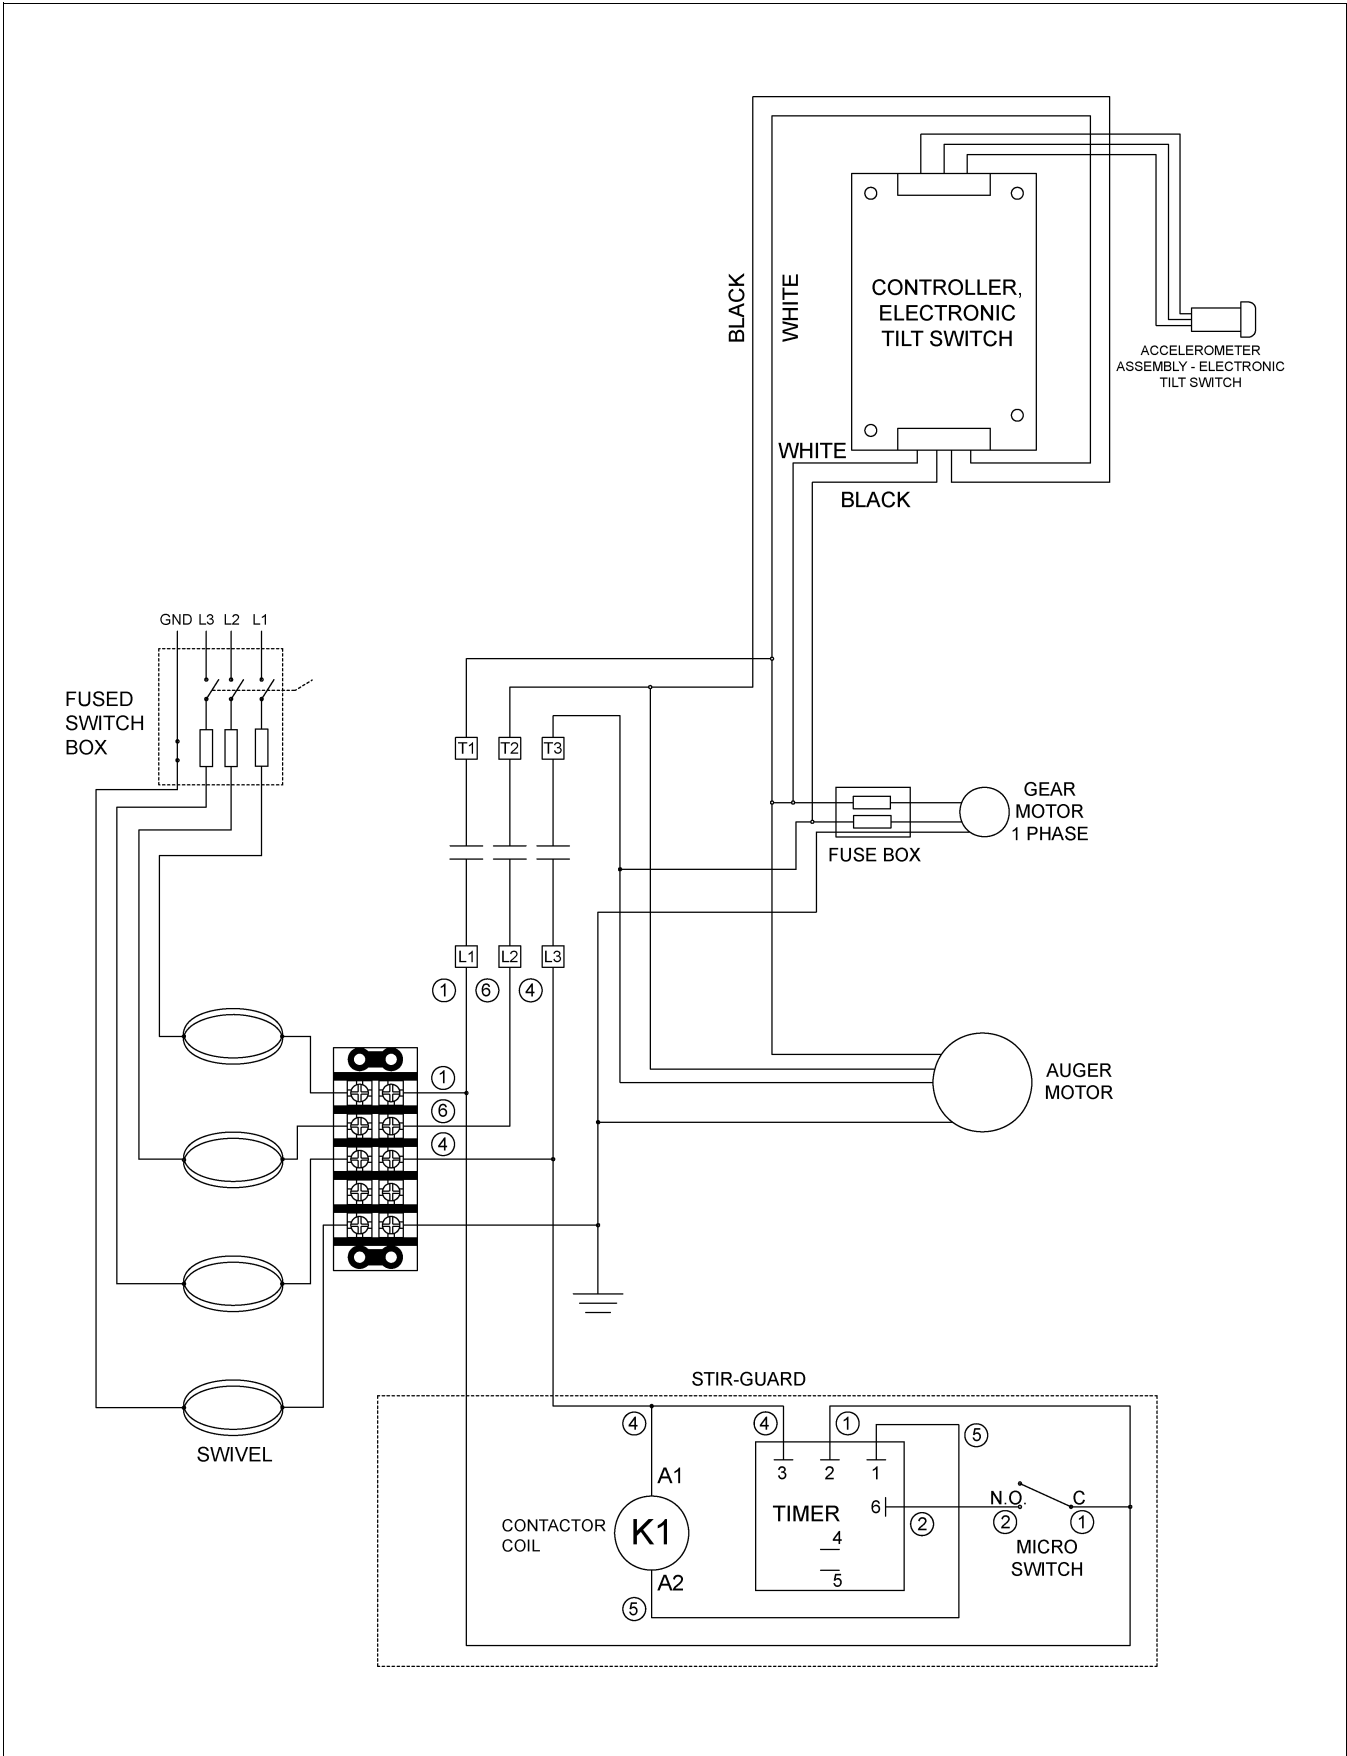 BLACK
WHITE
CONTROLLER,
ELECTRONIC
TILT SWITCH
ACCELEROMETER
ASSEMBLY - ELECTRONIC
TILT SWITCH
WHITE
BLACK
GND L3 L2 L1
FUSED
SWITCH
BOX
T1 T2 T3
GEAR
MOTOR
1 PHASE
FUSE BOX
L1 L2 L3
1 6 4
1
6
4
AUGER
MOTOR
SWIVEL
STIR-GUARD
4 4 1 5
3 2 1
A1
TIMER
6
2
N.O. C
2 1
MICRO
SWITCH
CONTACTOR
COIL
K1
4
5
A2
5